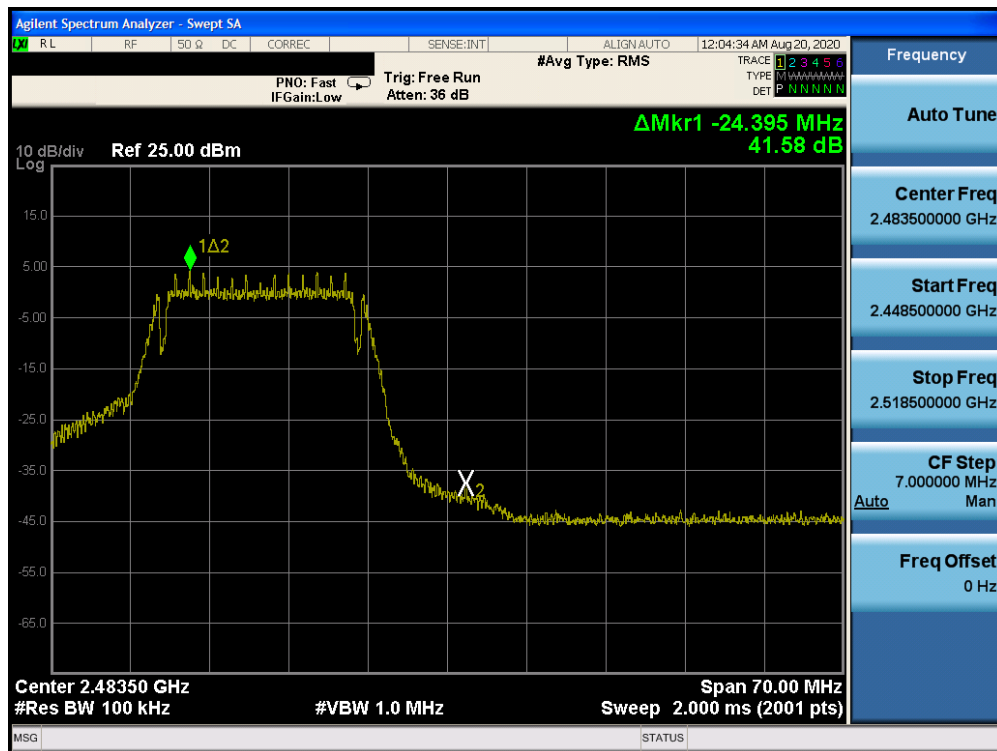 Agilent Spectrum Analyzer - Swept SA
LXI RL RF 50 Ω DC CORREC SENSE:INT ALIGN AUTO 12:04:34 AM Aug 20, 2020
Frequency
#Avg Type: RMS
TRACE 1 2 3 4 5 6
PNO: Fast Trig: Free Run
TYPE MWWWWW
IFGain:Low Atten: 36 dB
DET P N N N N N
Auto Tune
ΔMkr1 -24.395 MHz
41.58 dB
10 dB/div Ref 25.00 dBm
Log
15.0
5.00
-5.00
-15.0
-25.0
-35.0
-45.0
-55.0
-65.0
1Δ2
X2
Center Freq
2.483500000 GHz
Start Freq
2.448500000 GHz
Stop Freq
2.518500000 GHz
CF Step
7.000000 MHz
Auto Man
Freq Offset
0 Hz
Center 2.48350 GHz Span 70.00 MHz
#Res BW 100 kHz #VBW 1.0 MHz Sweep 2.000 ms (2001 pts)
MSG STATUS